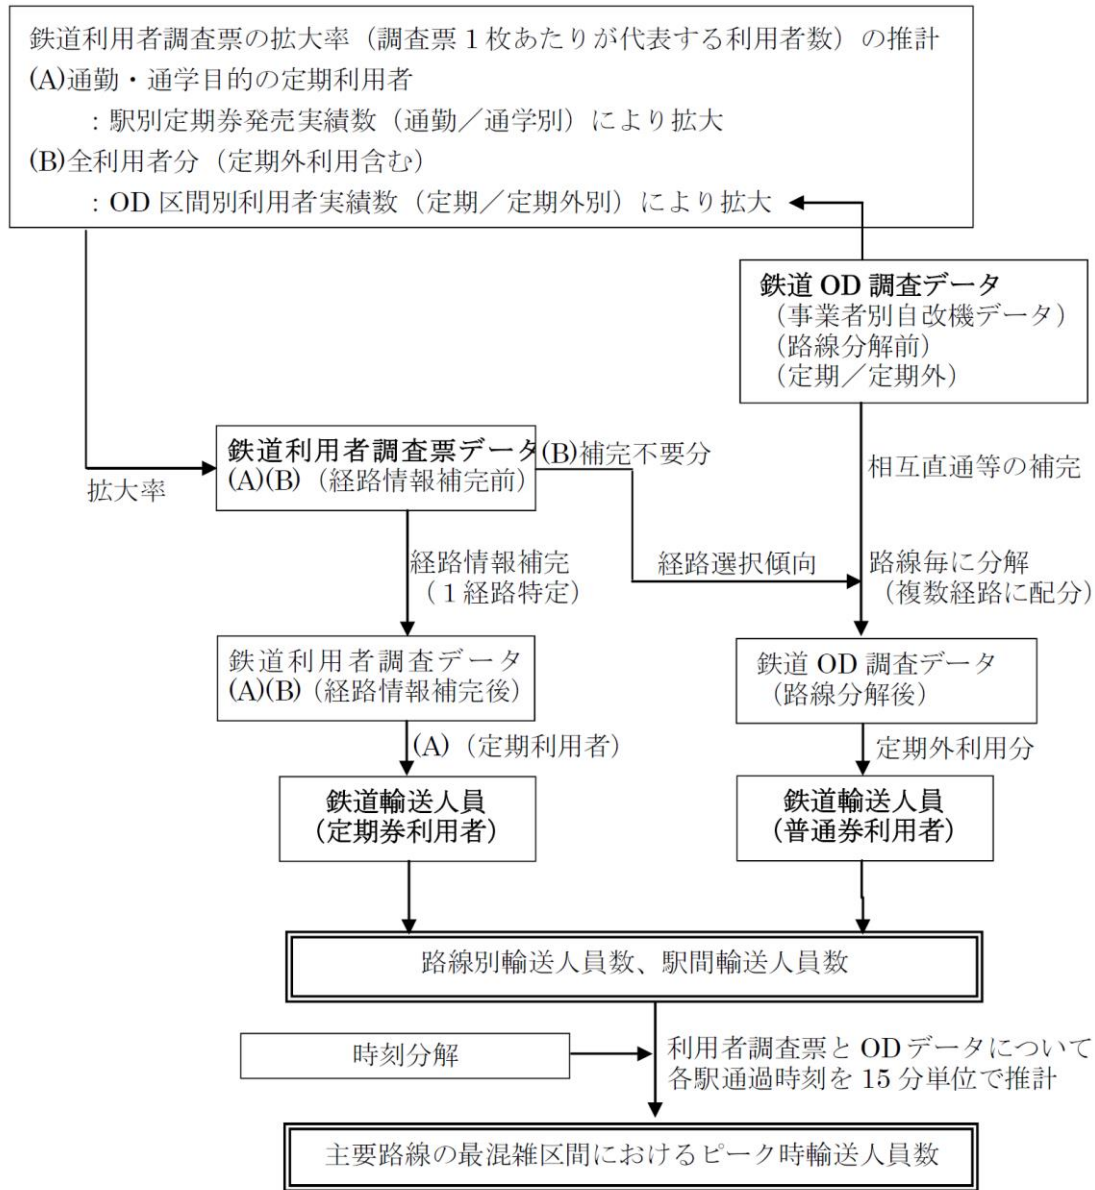 鉄道利用者調査票の拡大率（調査票1枚あたりが代表する利用者数）の推計
(A)通勤・通学目的の定期利用者
：駅別定期券発売実績数（通勤／通学別）により拡大
(B)全利用者分（定期外利用含む）
：OD 区間別利用者実績数（定期／定期外別）により拡大
鉄道 OD 調査データ
（事業者別自改機データ）
（路線分解前）
（定期／定期外）
鉄道利用者調査票データ
(A)(B)（経路情報補完前）
(B)補完不要分
拡大率
相互直通等の補完
経路情報補完
（１経路特定）
経路選択傾向
路線毎に分解
（複数経路に配分）
鉄道利用者調査データ
(A)(B)（経路情報補完後）
鉄道 OD 調査データ
（路線分解後）
(A)（定期利用者）
定期外利用分
鉄道輸送人員
（定期券利用者）
鉄道輸送人員
（普通券利用者）
路線別輸送人員数、駅間輸送人員数
時刻分解
利用者調査票と OD データについて
各駅通過時刻を 15 分単位で推計
主要路線の最混雑区間におけるピーク時輸送人員数